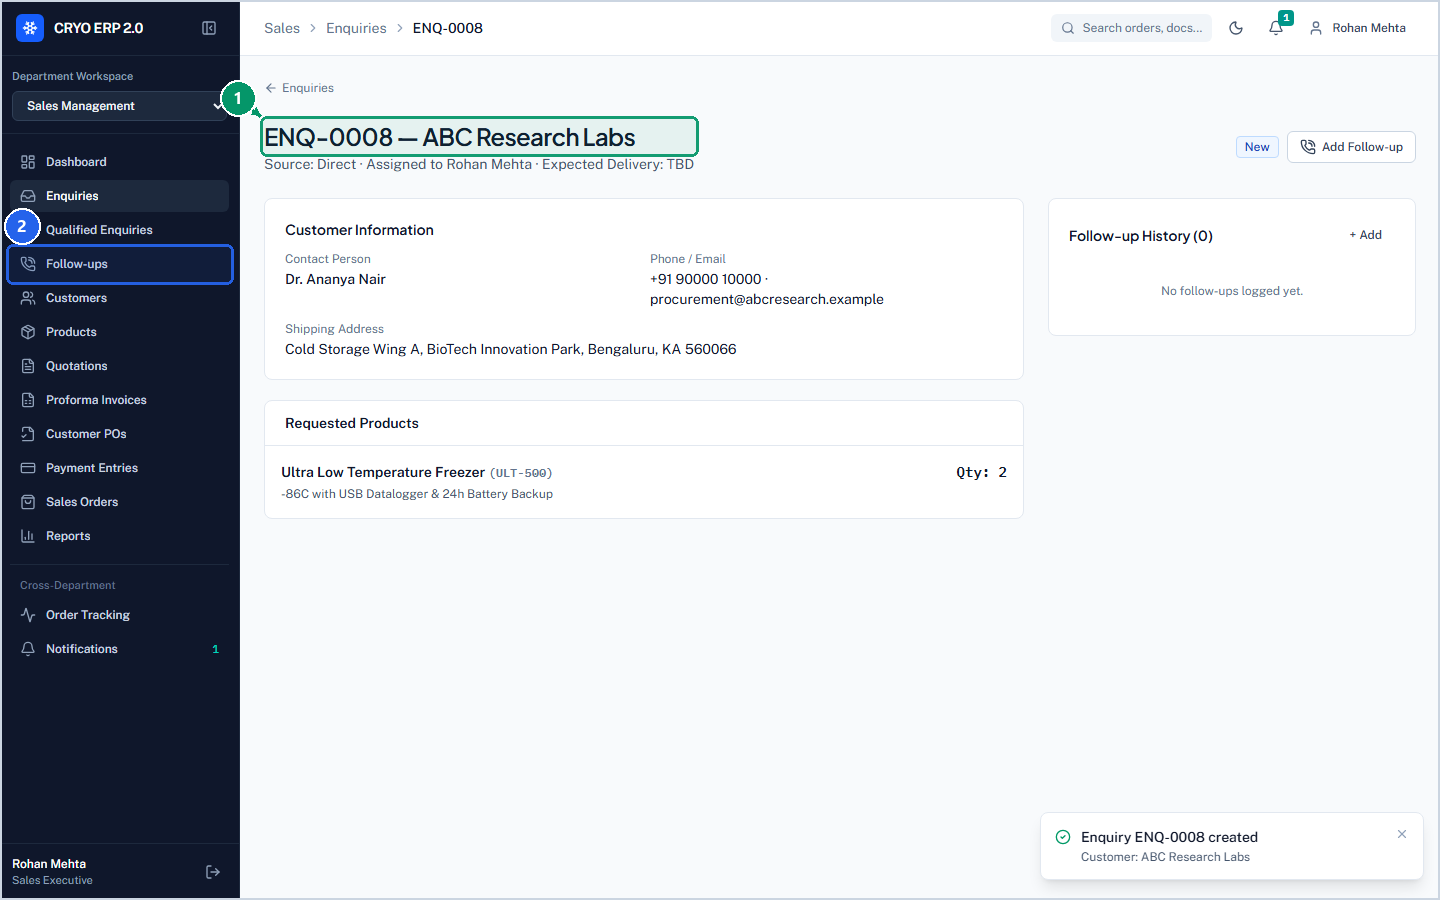 CRYO ERP 2.0
Department Workspace
Sales Management
Dashboard
Enquiries
Qualified Enquiries
Follow-ups
Customers
Products
Quotations
Proforma Invoices
Customer POs
Payment Entries
Sales Orders
Reports
Cross-Department
Order Tracking
Notifications 1
Rohan Mehta
Sales Executive
Sales > Enquiries > ENQ-0008
Search orders, docs...
1
Rohan Mehta
← Enquiries
1
2
ENQ-0008 — ABC Research Labs
Source: Direct · Assigned to Rohan Mehta · Expected Delivery: TBD
New
Add Follow-up
Customer Information
Contact Person
Dr. Ananya Nair
Phone / Email
+91 90000 10000 ·
procurement@abcresearch.example
Shipping Address
Cold Storage Wing A, BioTech Innovation Park, Bengaluru, KA 560066
Requested Products
Ultra Low Temperature Freezer (ULT-500) Qty: 2
-86C with USB Datalogger & 24h Battery Backup
Follow-up History (0) + Add
No follow-ups logged yet.
Enquiry ENQ-0008 created
Customer: ABC Research Labs